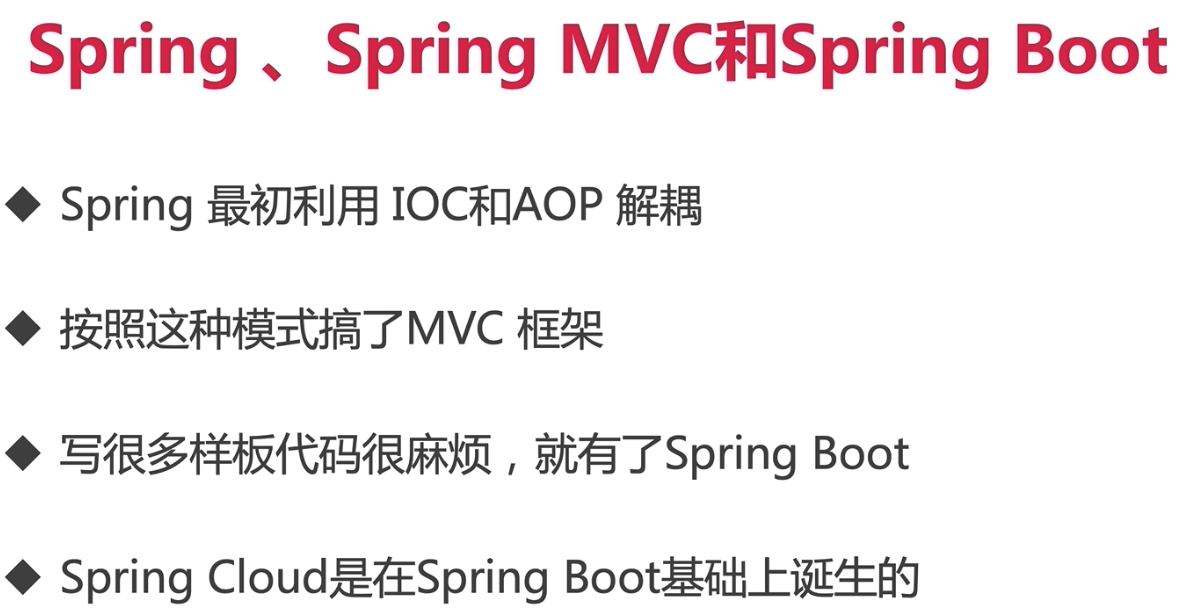 Spring 、Spring MVC和Spring Boot
◆ Spring 最初利用 IOC和AOP 解耦
◆ 按照这种模式搞了MVC 框架
◆ 写很多样板代码很麻烦，就有了Spring Boot
◆ Spring Cloud是在Spring Boot基础上诞生的